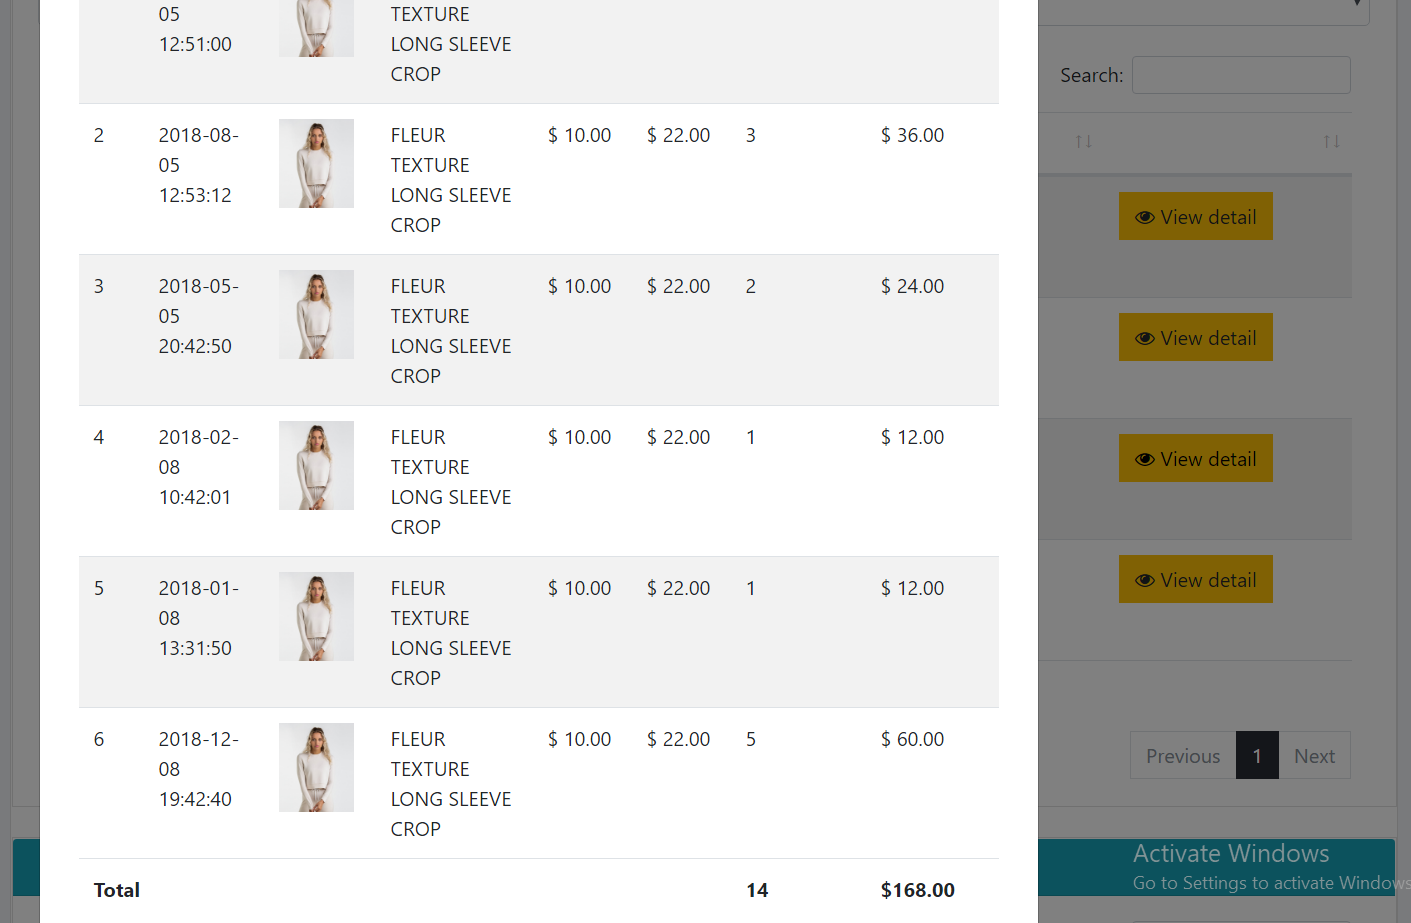 05
12:51:00
TEXTURE
LONG SLEEVE
CROP
Search:
2 2018-08-
05
12:53:12
FLEUR
TEXTURE
LONG SLEEVE
CROP
$ 10.00 $ 22.00 3 $ 36.00
View detail
3 2018-05-
05
20:42:50
FLEUR
TEXTURE
LONG SLEEVE
CROP
$ 10.00 $ 22.00 2 $ 24.00
View detail
4 2018-02-
08
10:42:01
FLEUR
TEXTURE
LONG SLEEVE
CROP
$ 10.00 $ 22.00 1 $ 12.00
View detail
5 2018-01-
08
13:31:50
FLEUR
TEXTURE
LONG SLEEVE
CROP
$ 10.00 $ 22.00 1 $ 12.00
View detail
6 2018-12-
08
19:42:40
FLEUR
TEXTURE
LONG SLEEVE
CROP
$ 10.00 $ 22.00 5 $ 60.00
Previous 1 Next
Total 14 $168.00
Activate Windows
Go to Settings to activate Windows